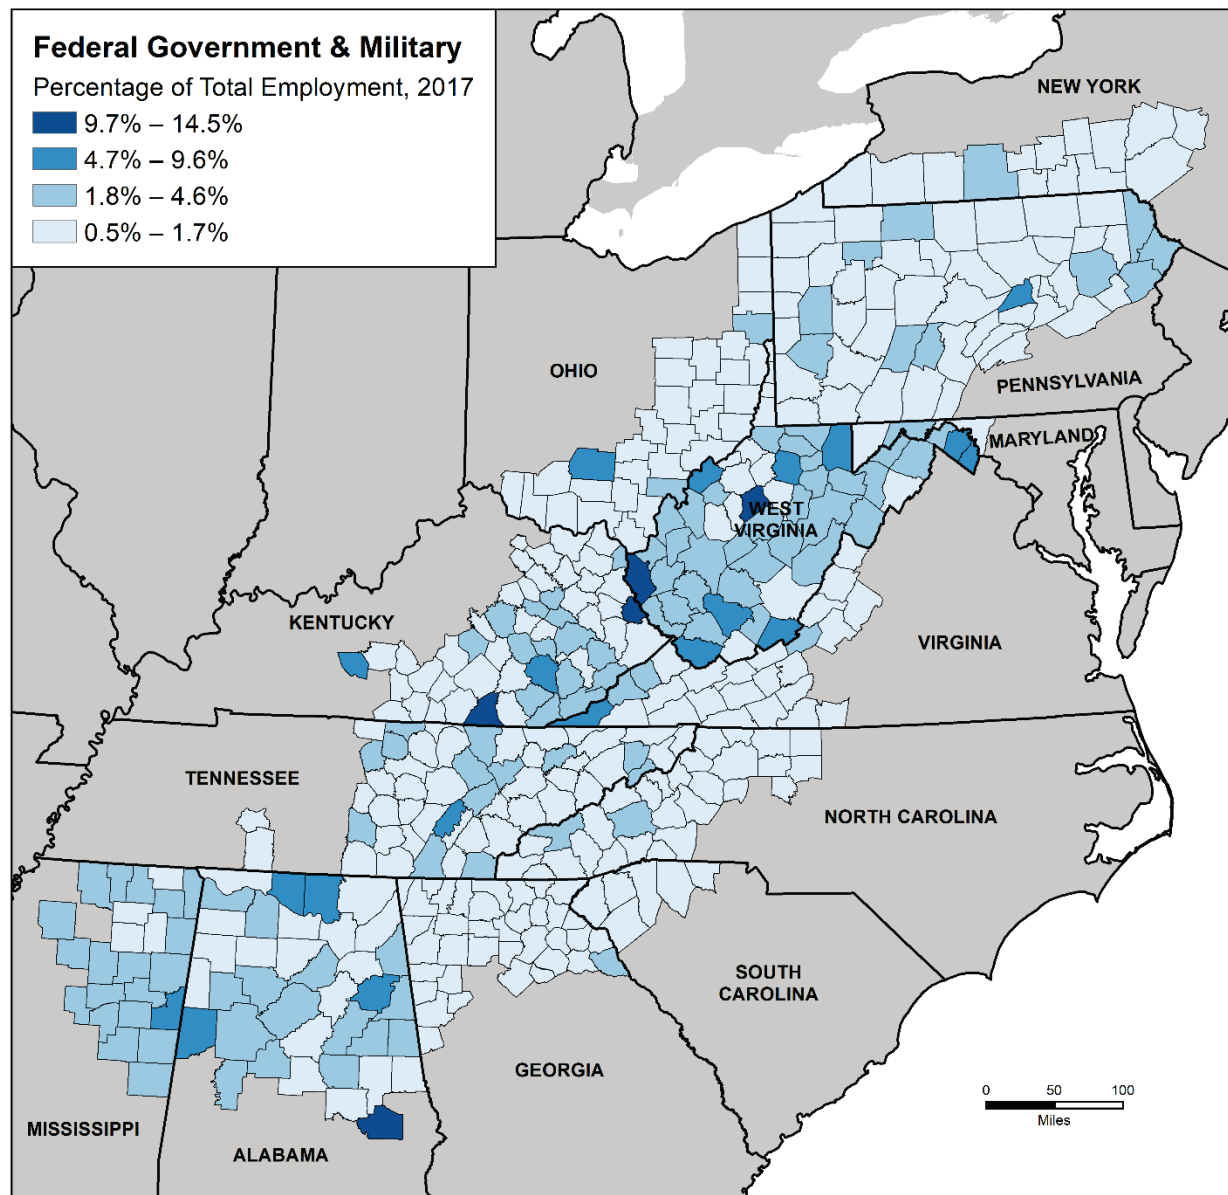 Federal Government & Military
Percentage of Total Employment, 2017
9.7% – 14.5%
4.7% – 9.6%
1.8% – 4.6%
0.5% – 1.7%
NEW YORK
OHIO
PENNSYLVANIA
MARYLAND
WEST
VIRGINIA
KENTUCKY
VIRGINIA
TENNESSEE
NORTH CAROLINA
SOUTH
CAROLINA
GEORGIA
MISSISSIPPI
ALABAMA
0 50 100
Miles